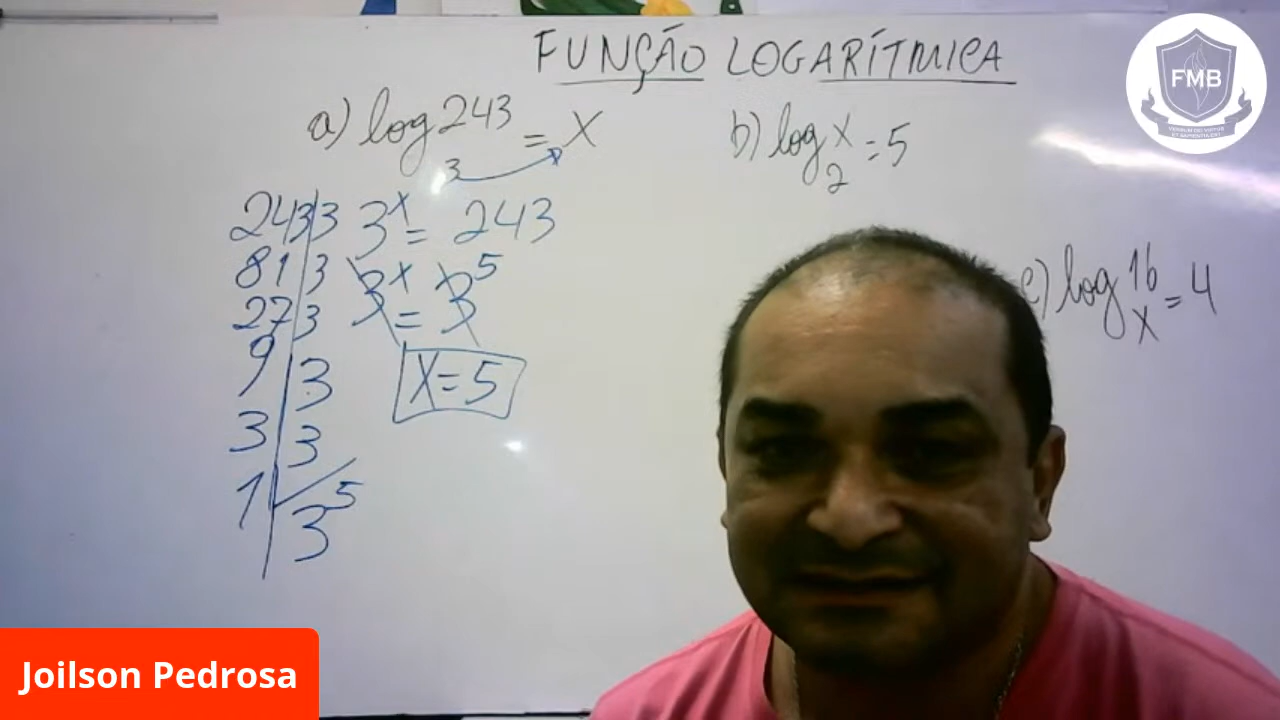 FUNÇÃO LOGARÍTMICA
a) log₃ 243 = X
243 | 3
81 | 3
27 | 3
9 | 3
3 | 3
1
3⁵
3ˣ = 243
3ˣ = 3⁵
X = 5
b) log₂ X = 5
c) logₓ 16 = 4
FMB
Joilson Pedrosa